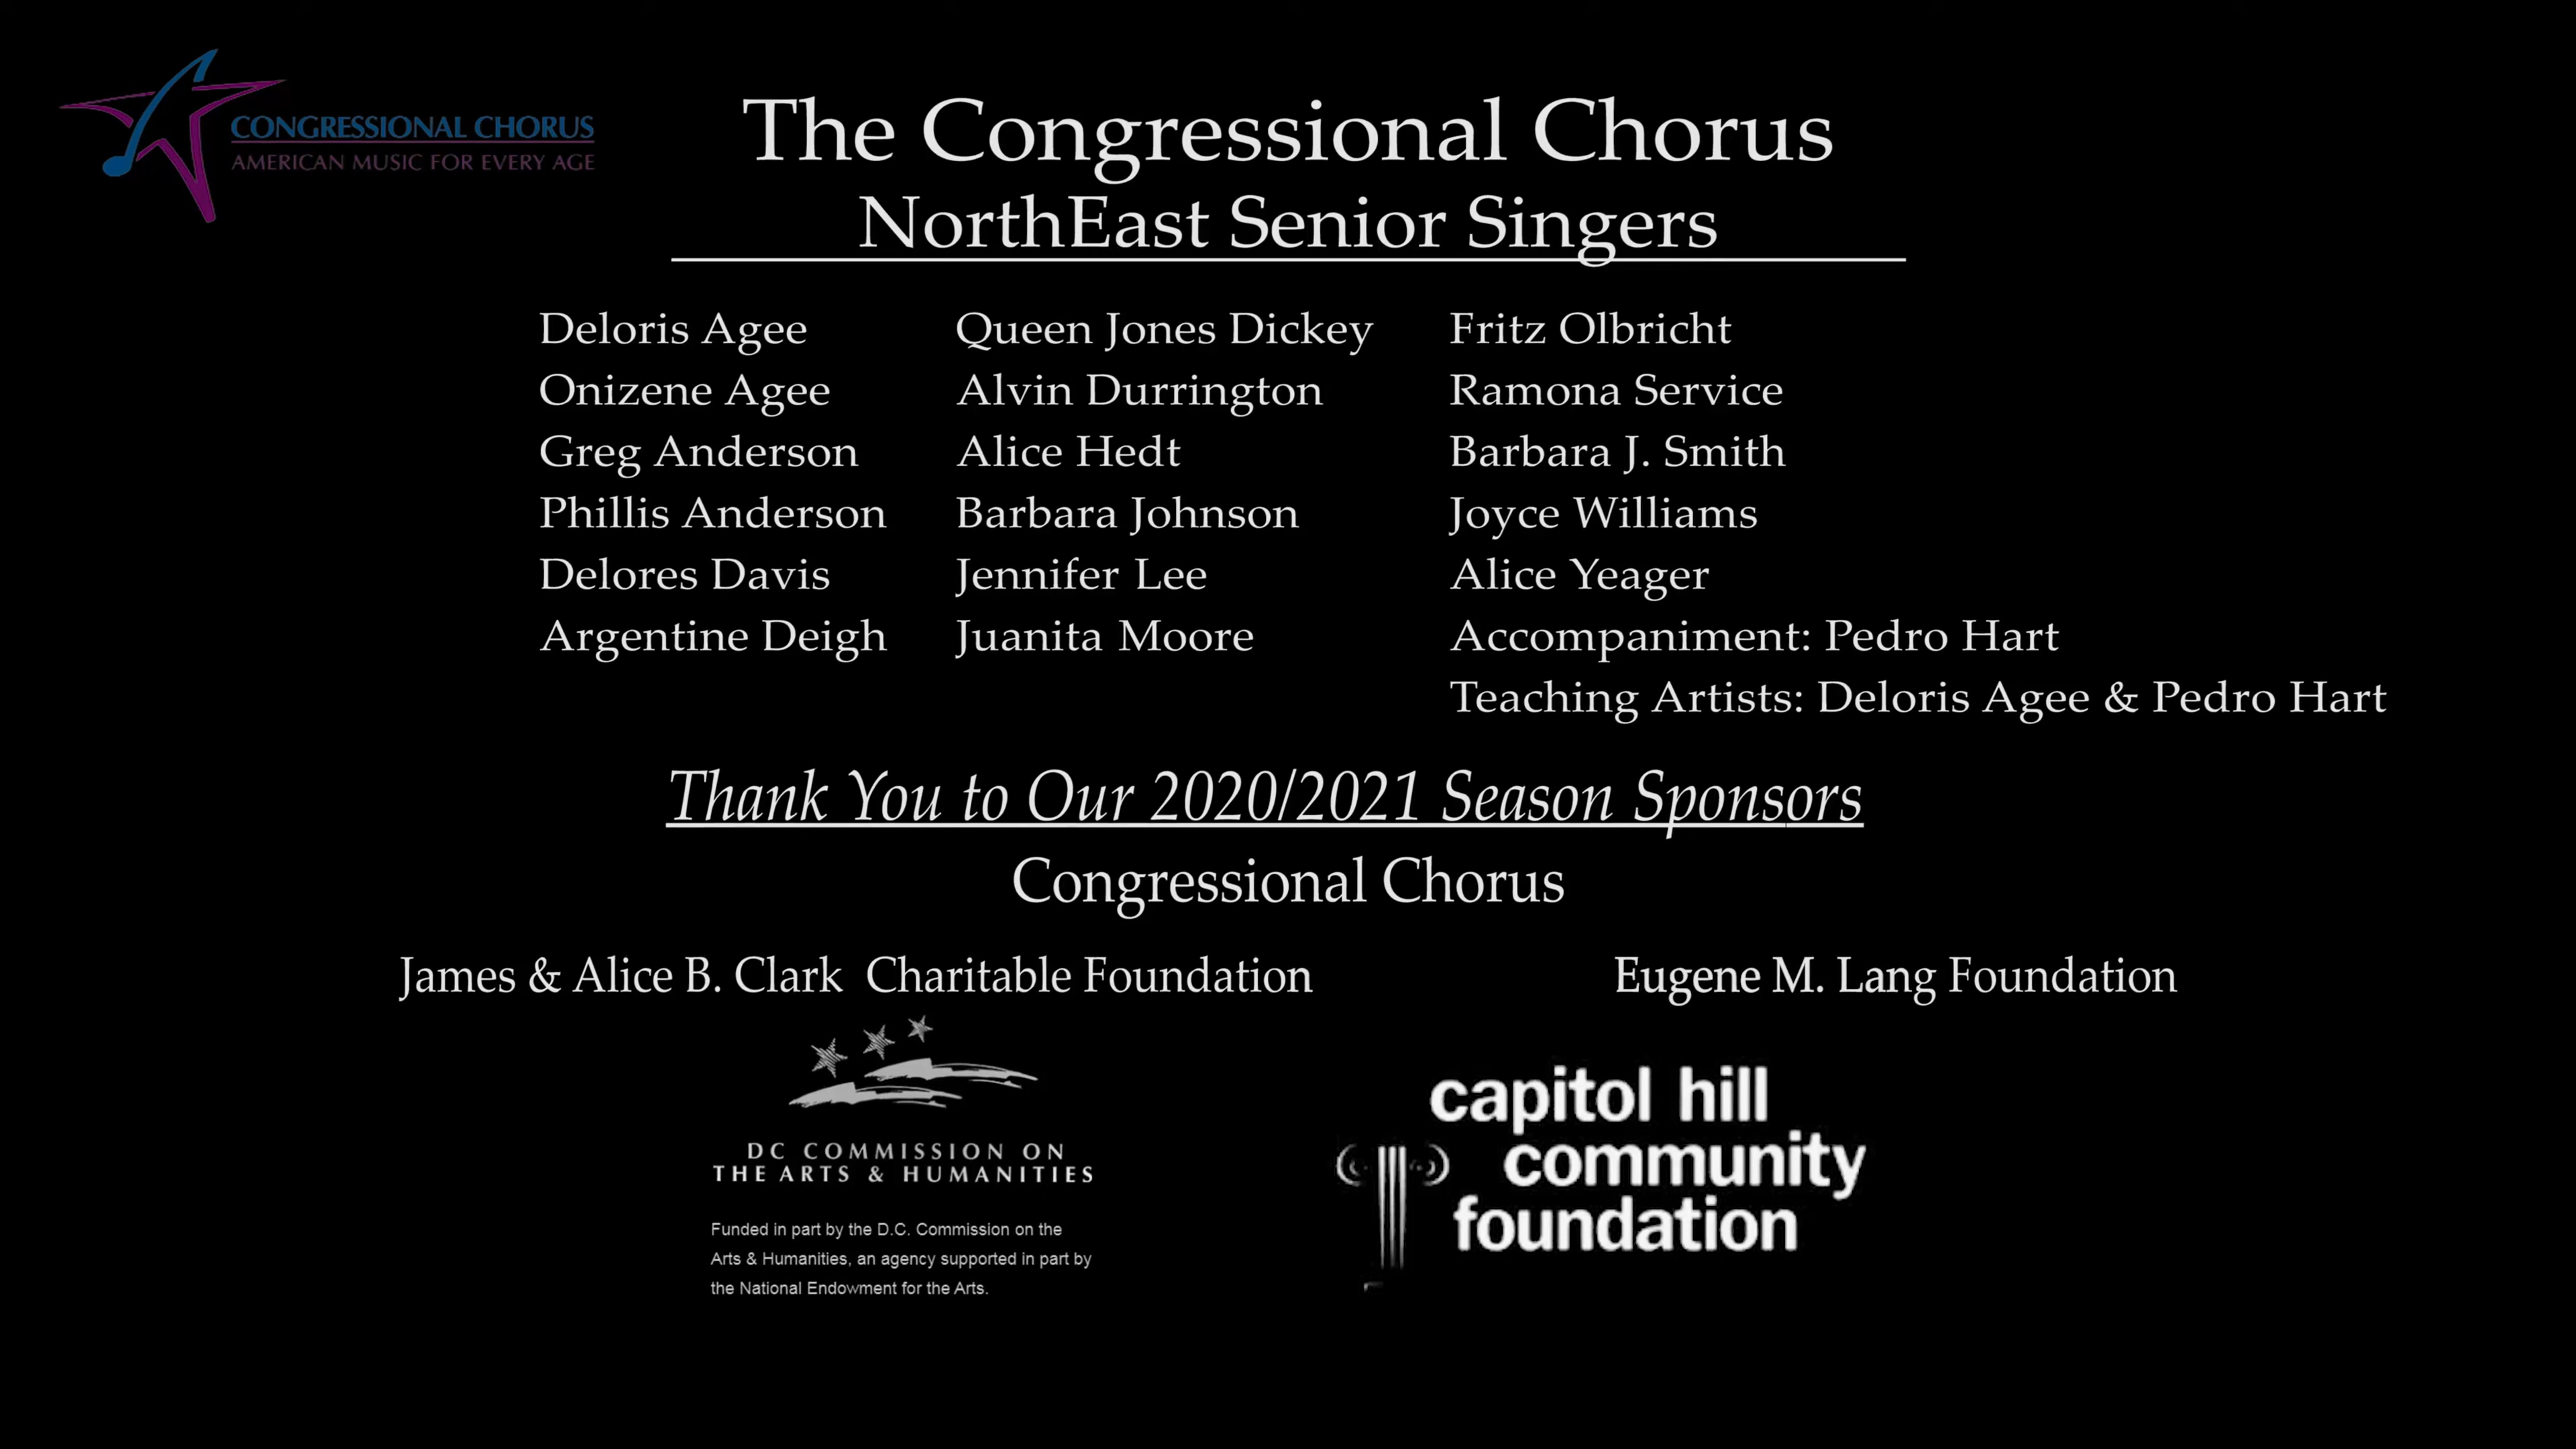 CONGRESSIONAL CHORUS
AMERICAN MUSIC FOR EVERY AGE
The Congressional Chorus
NorthEast Senior Singers
Deloris Agee
Onizene Agee
Greg Anderson
Phillis Anderson
Delores Davis
Argentine Deigh
Queen Jones Dickey
Alvin Durrington
Alice Hedt
Barbara Johnson
Jennifer Lee
Juanita Moore
Fritz Olbricht
Ramona Service
Barbara J. Smith
Joyce Williams
Alice Yeager
Accompaniment: Pedro Hart
Teaching Artists: Deloris Agee & Pedro Hart
Thank You to Our 2020/2021 Season Sponsors
Congressional Chorus
James & Alice B. Clark Charitable Foundation
Eugene M. Lang Foundation
DC COMMISSION ON
THE ARTS & HUMANITIES
Funded in part by the D.C. Commission on the
Arts & Humanities, an agency supported in part by
the National Endowment for the Arts.
capitol hill
community
foundation